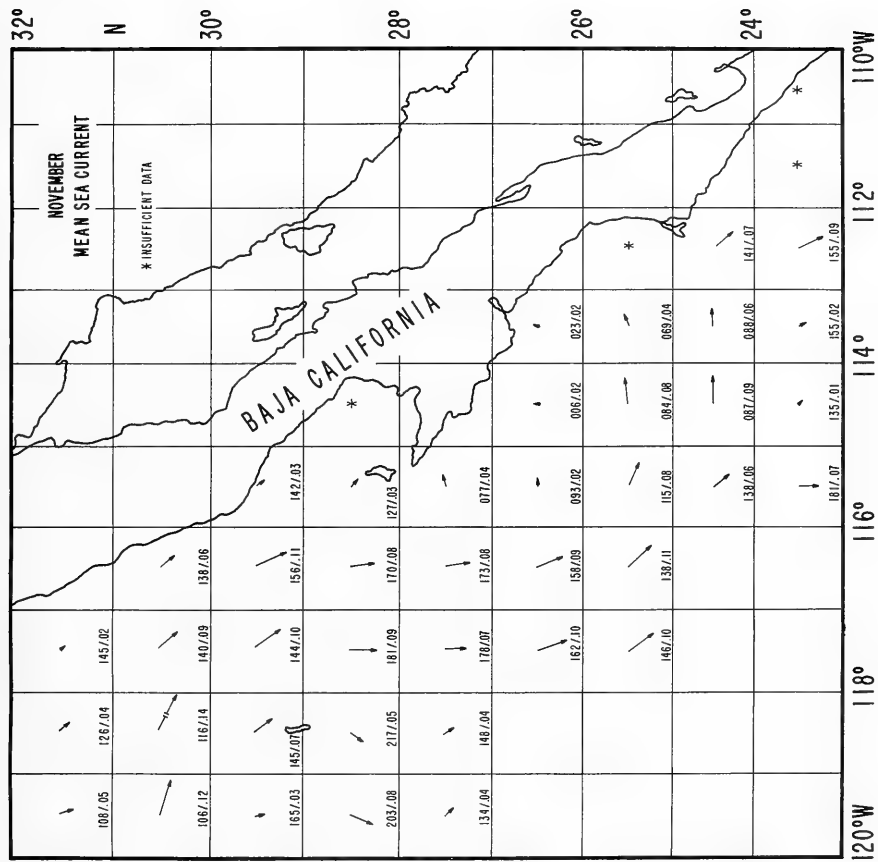 32°
N
30°
28°
26°
24°
NOVEMBER
MEAN SEA CURRENT
* INSUFFICIENT DATA
BAJA CALIFORNIA
108/.05 126/.04 145/.02
106/.12 116/.14 140/.09 138/.06
165/.03 145/.07 144/.10 156/.11 142/.03
203/.08 217/.05 181/.09 170/.08 127/.03 *
134/.04 148/.04 178/.07 173/.08 077/.04
162/.10 158/.09 093/.02 006/.02 023/.02
146/.10 138/.11 115/.08 084/.08 069/.04 *
138/.06 087/.09 088/.06 141/.07
181/.07 135/.01 155/.02 155/.09 * *
120°W 118° 116° 114° 112° 110°W